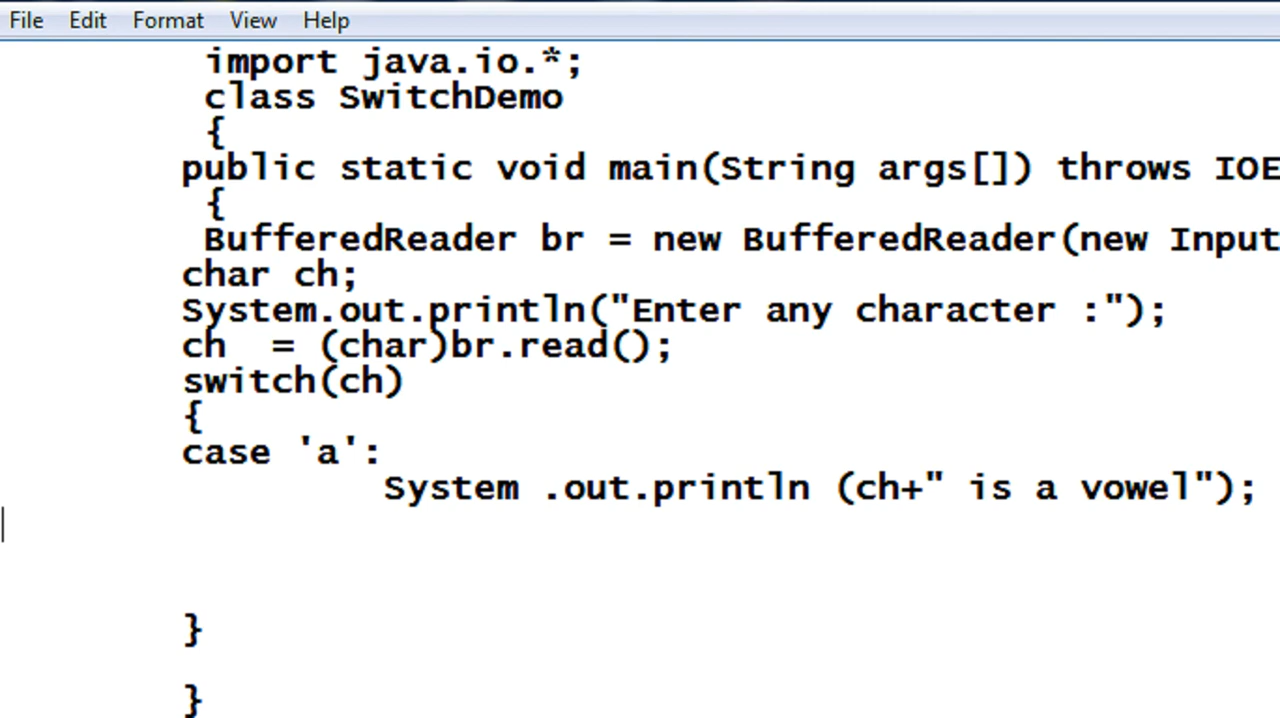 File Edit Format View Help
import java.io.*;
class SwitchDemo
{
public static void main(String args[]) throws IOE
{
BufferedReader br = new BufferedReader(new Input
char ch;
System.out.println("Enter any character :");
ch  = (char)br.read();
switch(ch)
{
case 'a':
System .out.println (ch+" is a vowel");
}
}